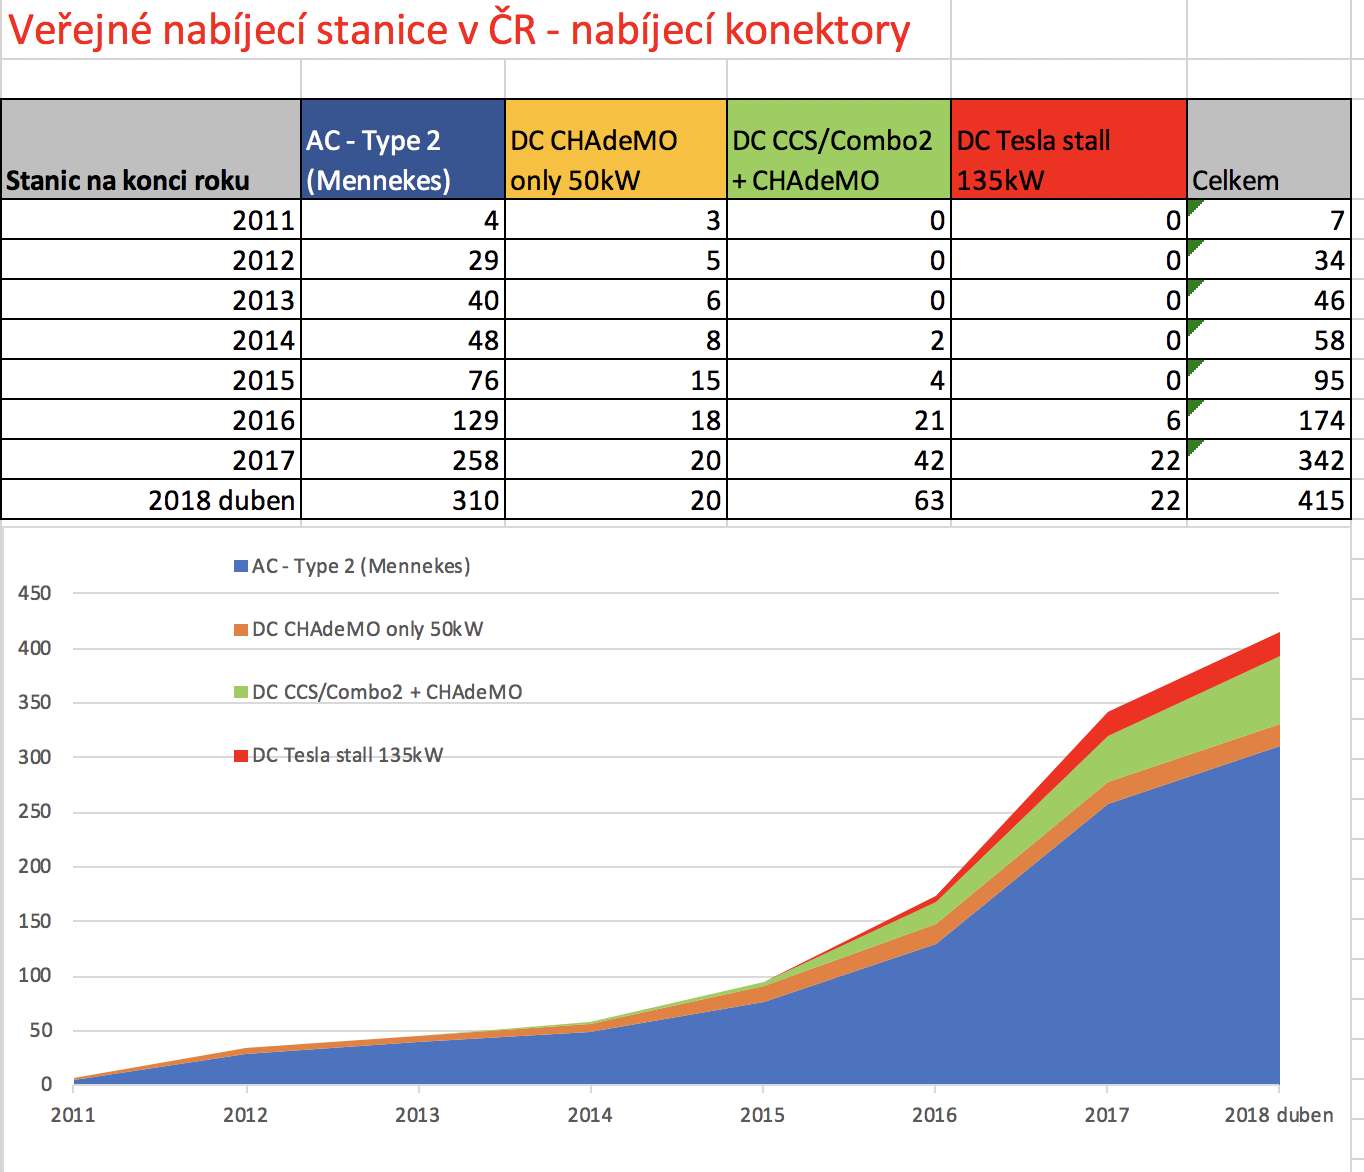 Veřejné nabíjecí stanice v ČR - nabíjecí konektory
Stanic na konci roku
AC - Type 2
(Mennekes)
DC CHAdeMO
only 50kW
DC CCS/Combo2
+ CHAdeMO
DC Tesla stall
135kW
Celkem
2011 4 3 0 0 7
2012 29 5 0 0 34
2013 40 6 0 0 46
2014 48 8 2 0 58
2015 76 15 4 0 95
2016 129 18 21 6 174
2017 258 20 42 22 342
2018 duben 310 20 63 22 415
AC - Type 2 (Mennekes)
DC CHAdeMO only 50kW
DC CCS/Combo2 + CHAdeMO
DC Tesla stall 135kW
450
400
350
300
250
200
150
100
50
0
2011 2012 2013 2014 2015 2016 2017 2018 duben